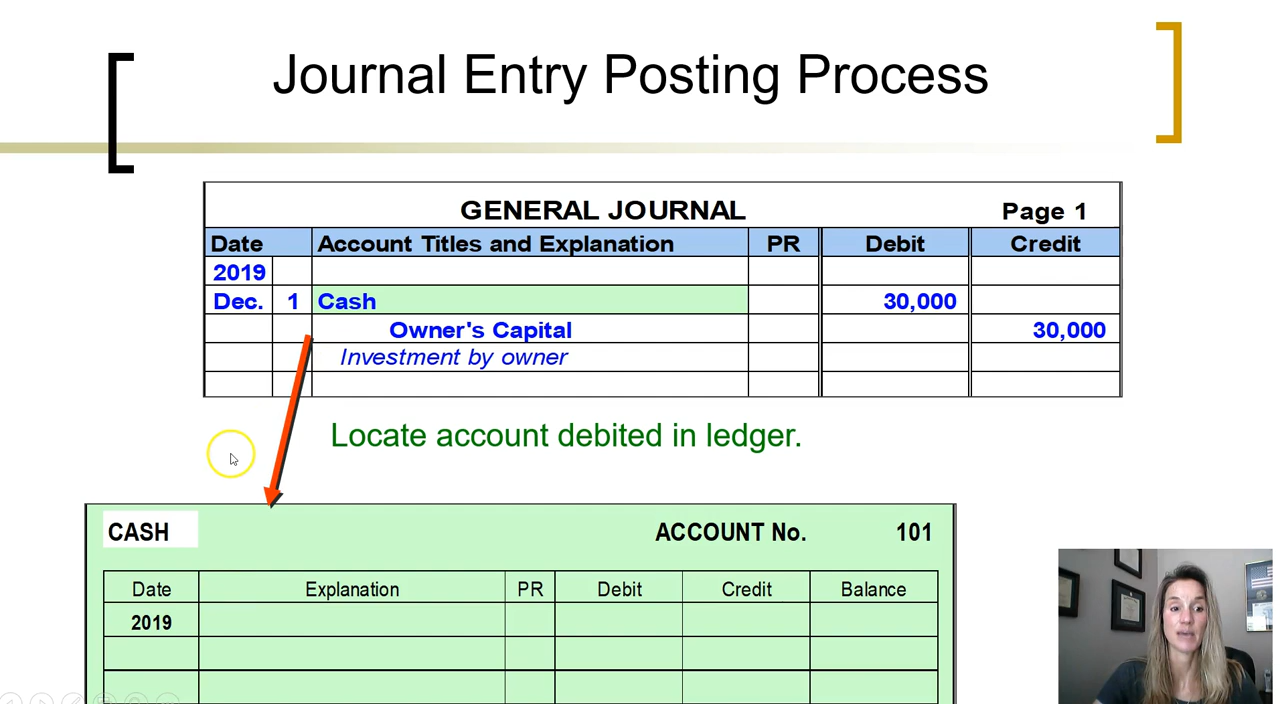 Journal Entry Posting Process
GENERAL JOURNAL Page 1
Date Account Titles and Explanation PR Debit Credit
2019
Dec. 1 Cash 30,000
Owner's Capital 30,000
Investment by owner
Locate account debited in ledger.
CASH ACCOUNT No. 101
Date Explanation PR Debit Credit Balance
2019